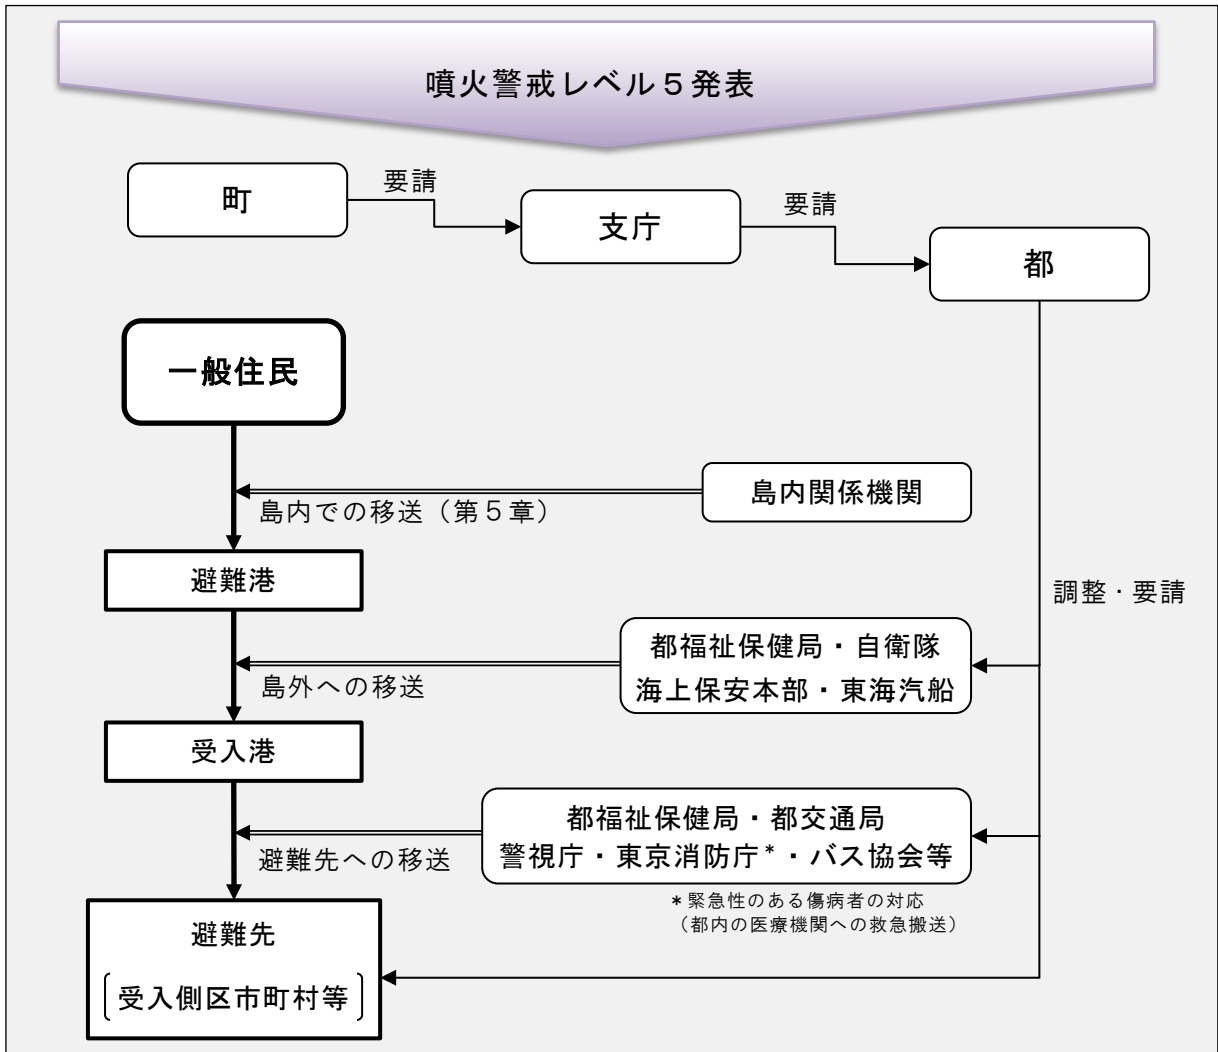 噴火警戒レベル５発表
町
要請
支庁
要請
都
一般住民
島内関係機関
島内での移送（第５章）
避難港
調整・要請
都福祉保健局・自衛隊
海上保安本部・東海汽船
島外への移送
受入港
都福祉保健局・都交通局
警視庁・東京消防庁*・バス協会等
避難先への移送
*緊急性のある傷病者の対応
（都内の医療機関への救急搬送）
避難先
〔受入側区市町村等〕